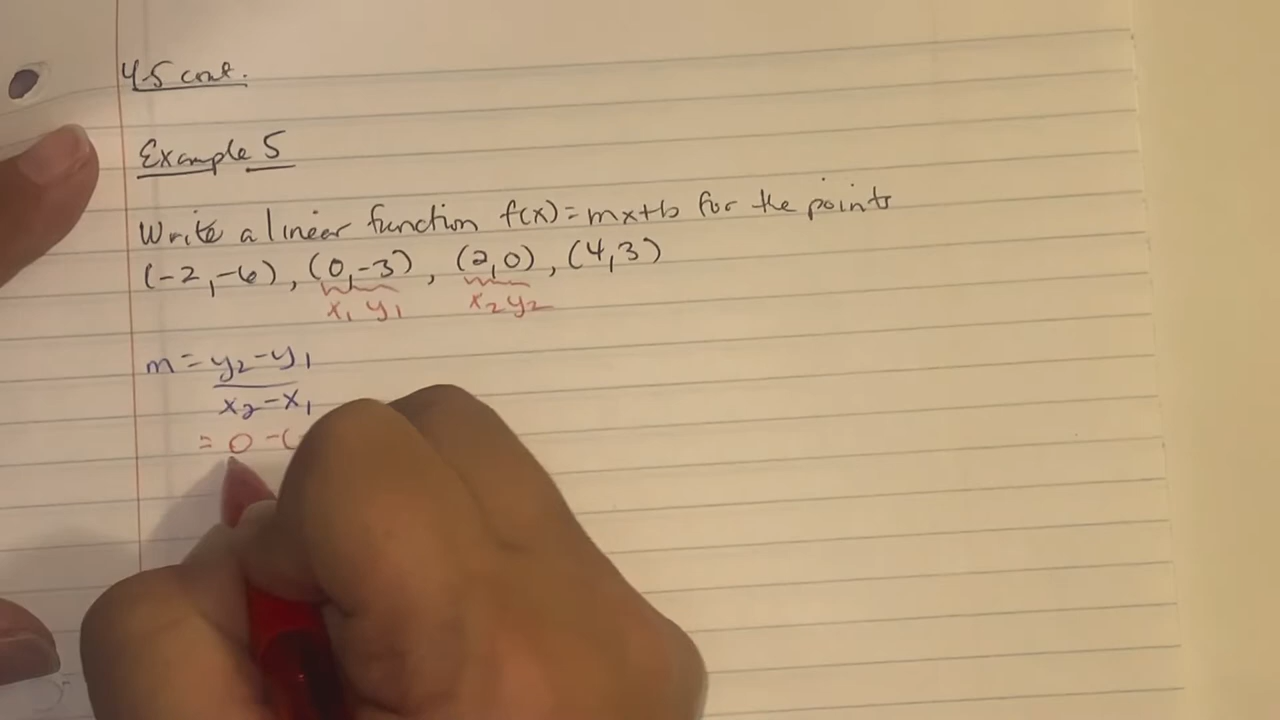 4.5 cont.
Example 5
Write a linear function f(x)=mx+b for the points
(-2,-6), (0,-3), (2,0), (4,3)
x₁ y₁ x₂ y₂
m = y₂-y₁
x₂-x₁
= 0-(